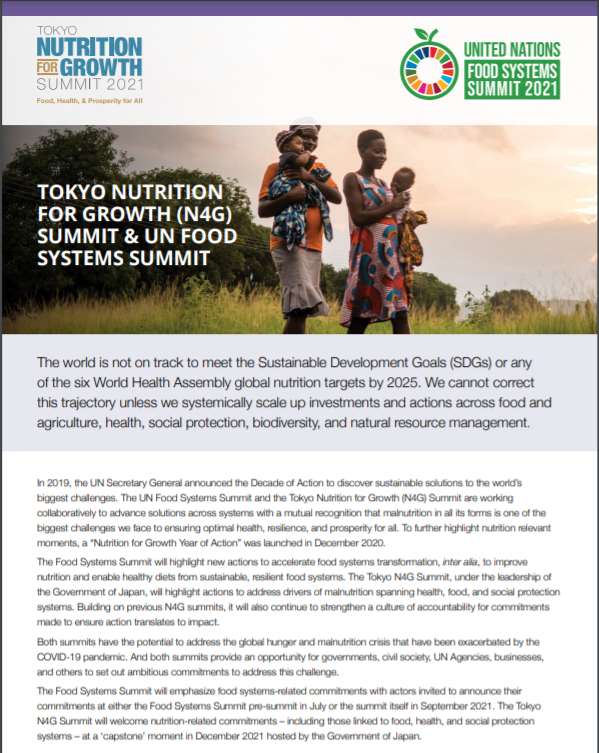 TOKYO
NUTRITION
FOR GROWTH
SUMMIT 2021
Food, Health, & Prosperity for All
UNITED NATIONS
FOOD SYSTEMS
SUMMIT 2021
TOKYO NUTRITION
FOR GROWTH (N4G)
SUMMIT & UN FOOD
SYSTEMS SUMMIT
The world is not on track to meet the Sustainable Development Goals (SDGs) or any
of the six World Health Assembly global nutrition targets by 2025. We cannot correct
this trajectory unless we systemically scale up investments and actions across food and
agriculture, health, social protection, biodiversity, and natural resource management.
In 2019, the UN Secretary General announced the Decade of Action to discover sustainable solutions to the world's
biggest challenges. The UN Food Systems Summit and the Tokyo Nutrition for Growth (N4G) Summit are working
collaboratively to advance solutions across systems with a mutual recognition that malnutrition in all its forms is one of the
biggest challenges we face to ensuring optimal health, resilience, and prosperity for all. To further highlight nutrition relevant
moments, a “Nutrition for Growth Year of Action” was launched in December 2020.
The Food Systems Summit will highlight new actions to accelerate food systems transformation, inter alia, to improve
nutrition and enable healthy diets from sustainable, resilient food systems. The Tokyo N4G Summit, under the leadership of
the Government of Japan, will highlight actions to address drivers of malnutrition spanning health, food, and social protection
systems. Building on previous N4G summits, it will also continue to strengthen a culture of accountability for commitments
made to ensure action translates to impact.
Both summits have the potential to address the global hunger and malnutrition crisis that have been exacerbated by the
COVID-19 pandemic. And both summits provide an opportunity for governments, civil society, UN Agencies, businesses,
and others to set out ambitious commitments to address this challenge.
The Food Systems Summit will emphasize food systems-related commitments with actors invited to announce their
commitments at either the Food Systems Summit pre-summit in July or the summit itself in September 2021. The Tokyo
N4G Summit will welcome nutrition-related commitments – including those linked to food, health, and social protection
systems – at a ‘capstone’ moment in December 2021 hosted by the Government of Japan.